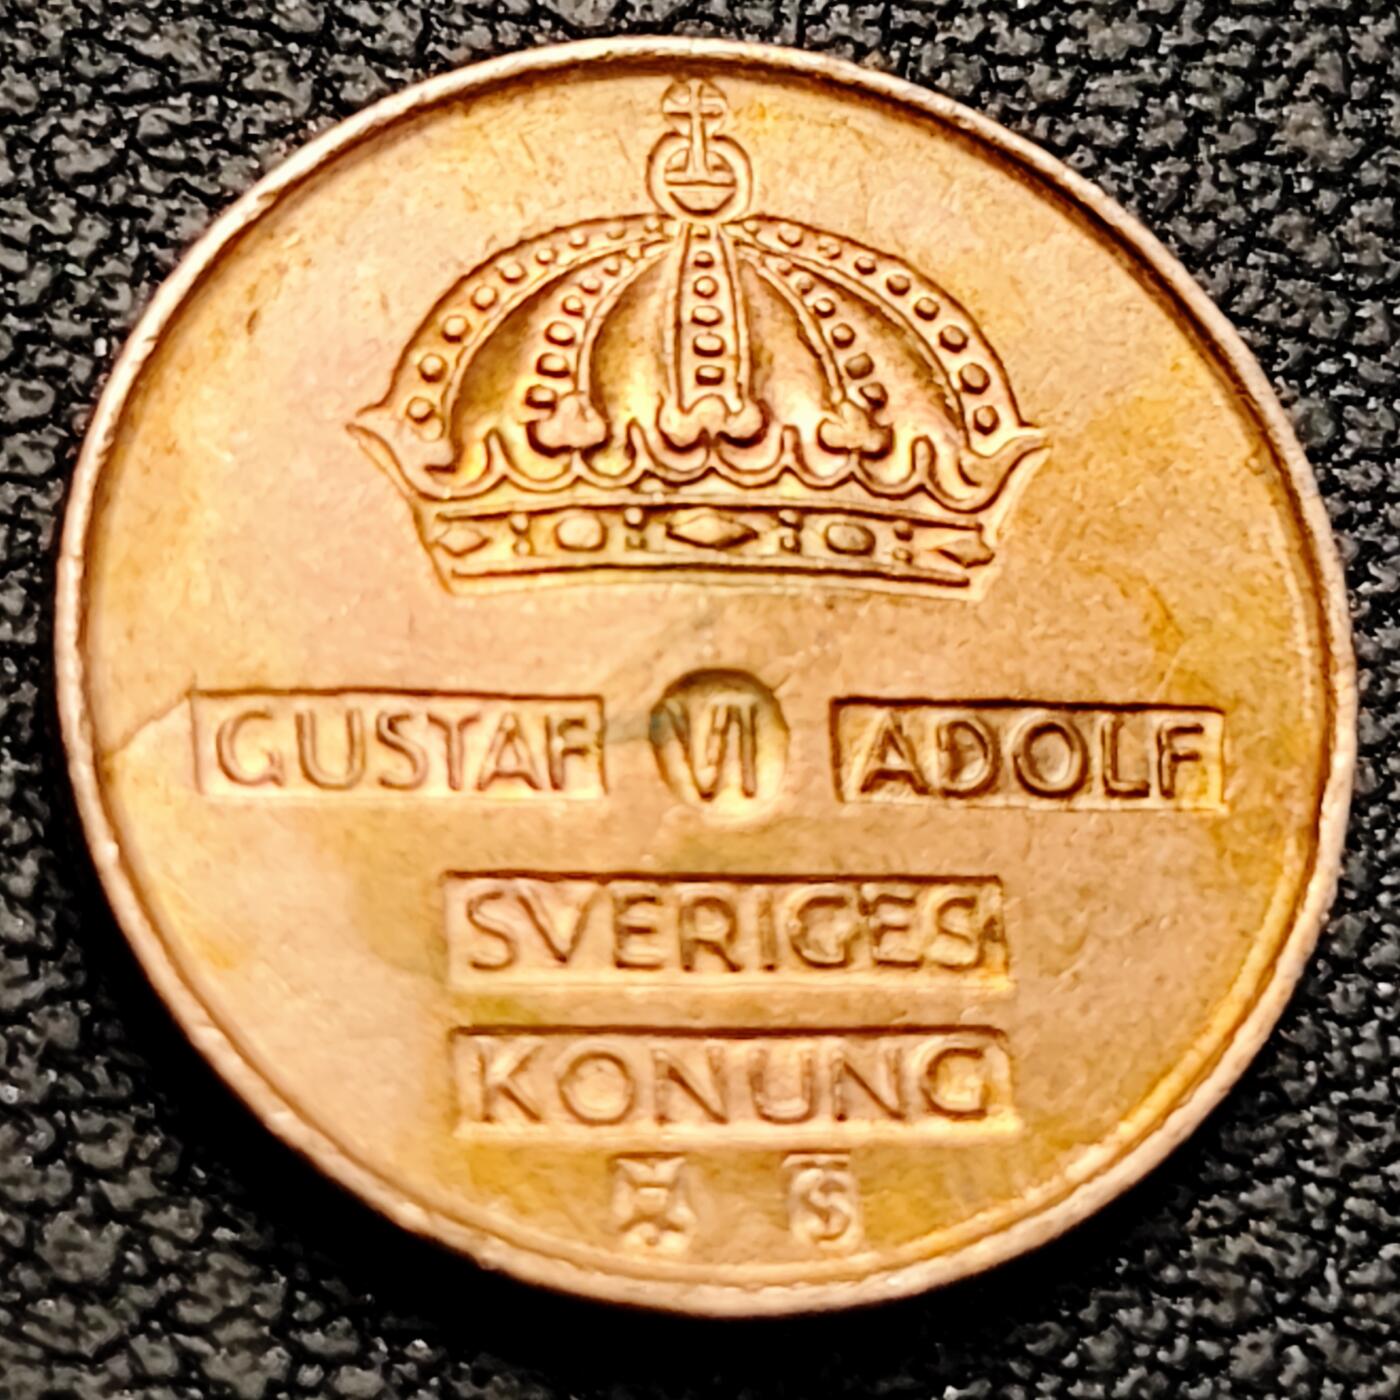 GUSTAF VI ADOLF
SVERIGES
KONUNG